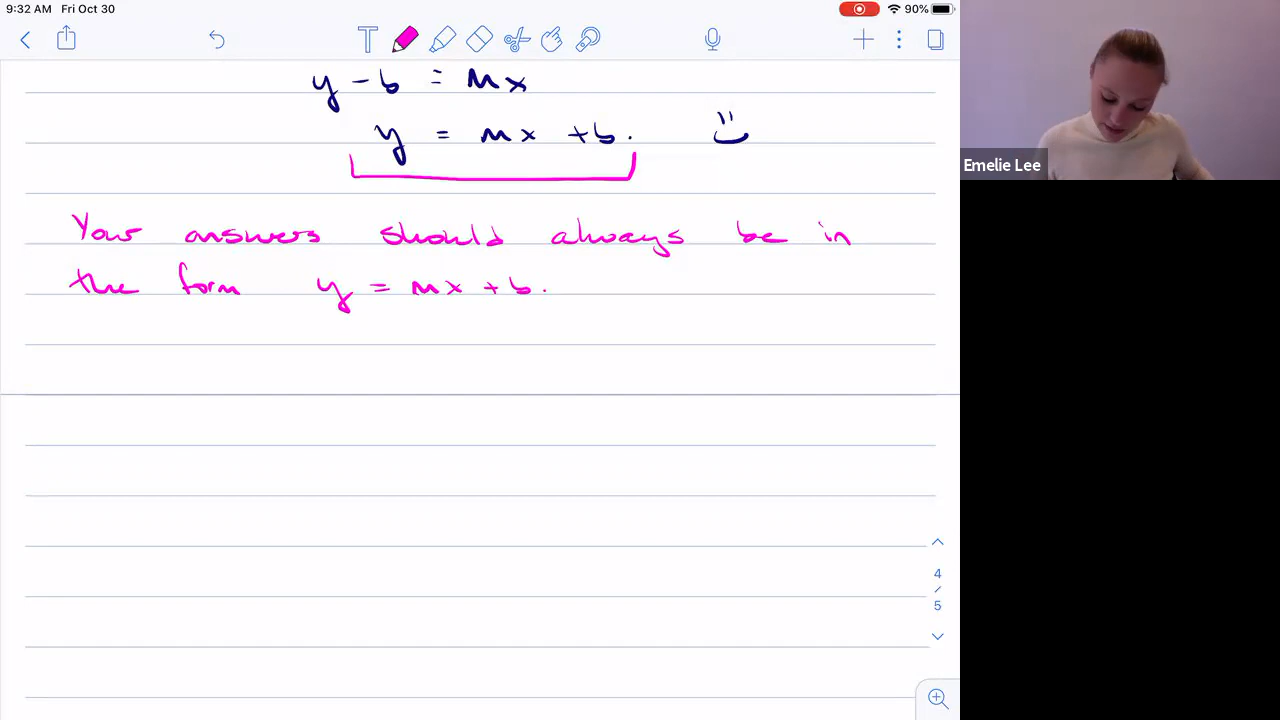 9:32 AM Fri Oct 30
90%
y - b = mx
y = mx + b.
Your answers should always be in
the form y = mx + b.
Emelie Lee
4
5